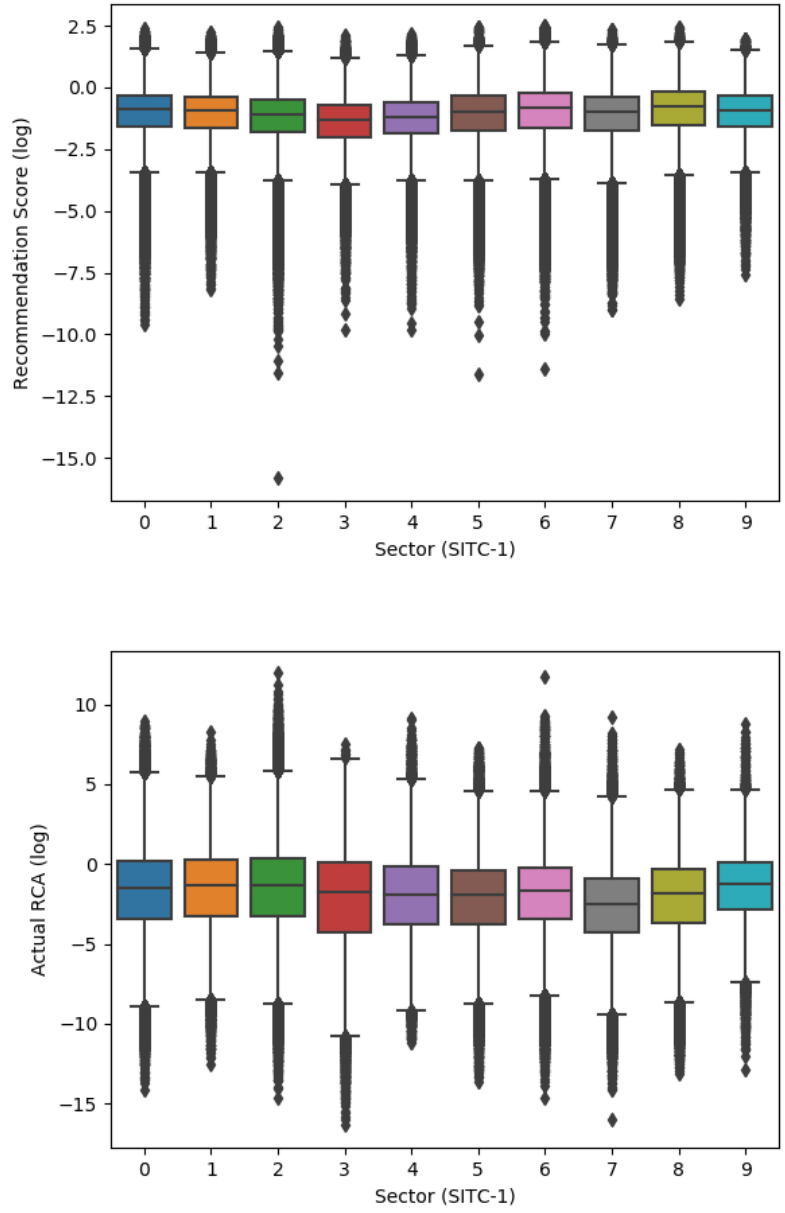 2.5
0.0
−2.5
−5.0
−7.5
−10.0
−12.5
−15.0
Recommendation Score (log)
0 1 2 3 4 5 6 7 8 9
Sector (SITC-1)
10
5
0
−5
−10
−15
Actual RCA (log)
0 1 2 3 4 5 6 7 8 9
Sector (SITC-1)